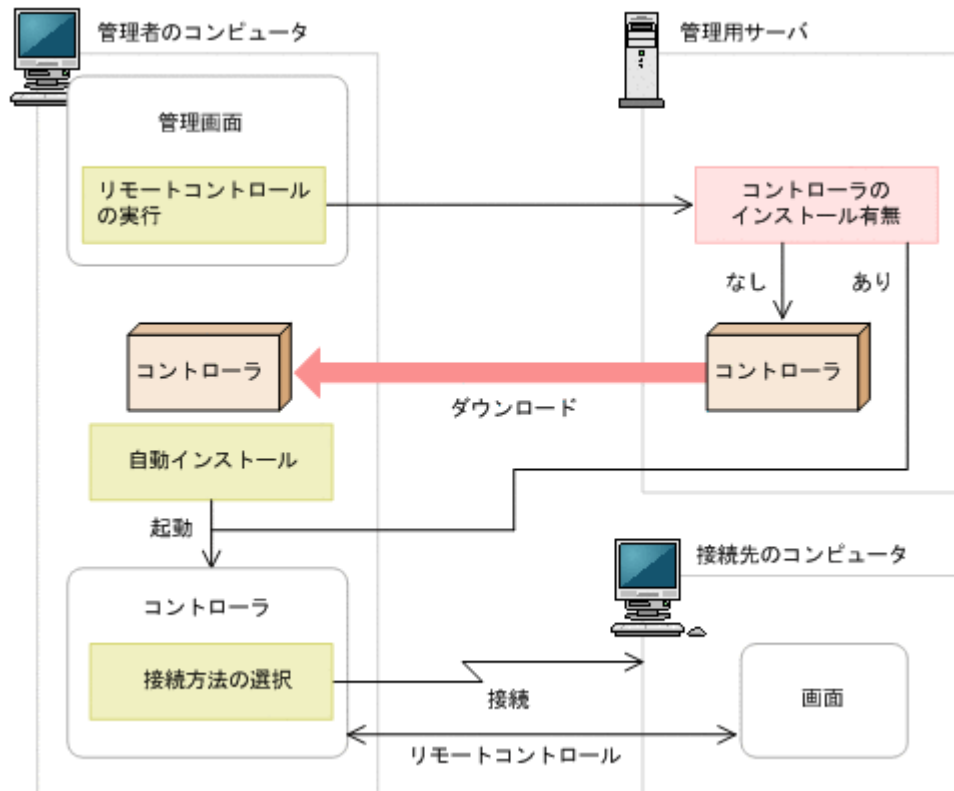 管理者のコンピュータ
管理用サーバ
管理画面
リモートコントロール
の実行
コントローラの
インストール有無
なし
あり
コントローラ
コントローラ
ダウンロード
自動インストール
起動
接続先のコンピュータ
コントローラ
接続方法の選択
接続
画面
リモートコントロール